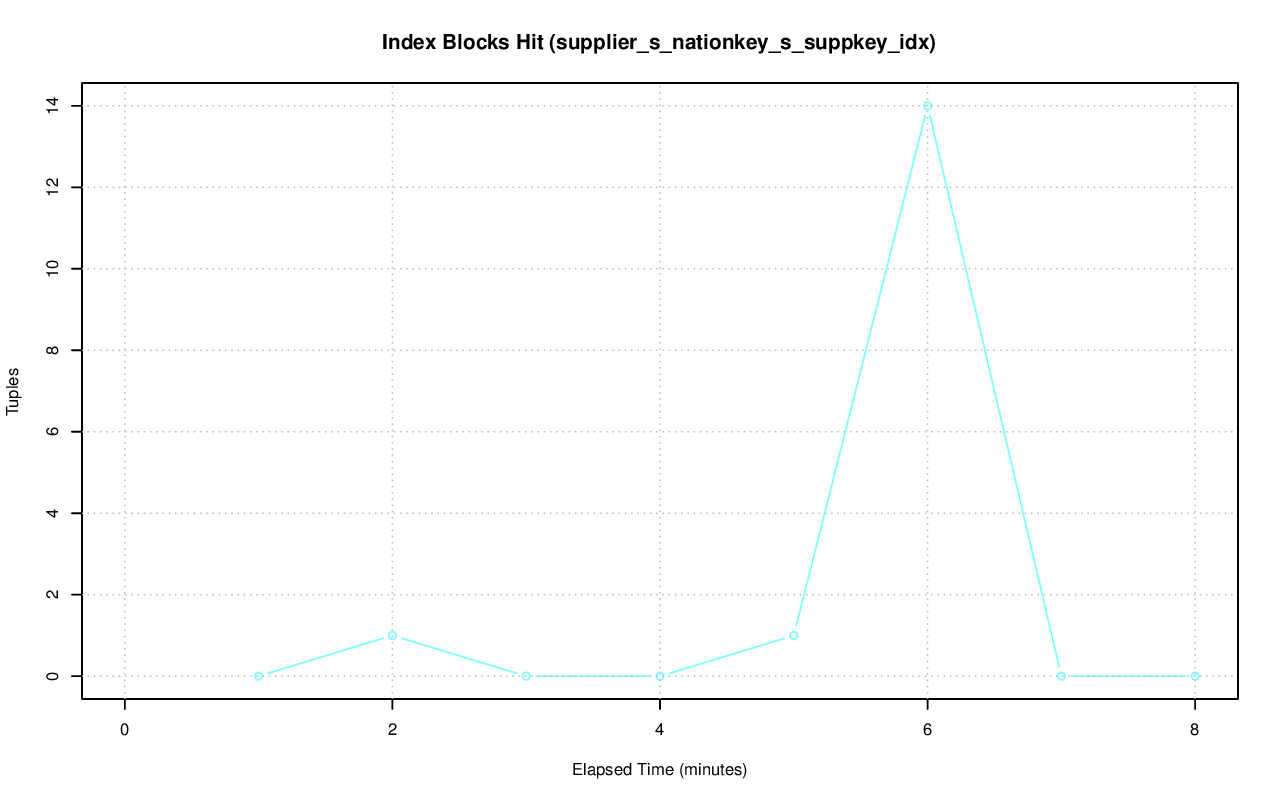 Index Blocks Hit (supplier_s_nationkey_s_suppkey_idx)
14
12
10
8
6
4
2
0
Tuples
0 2 4 6 8
Elapsed Time (minutes)